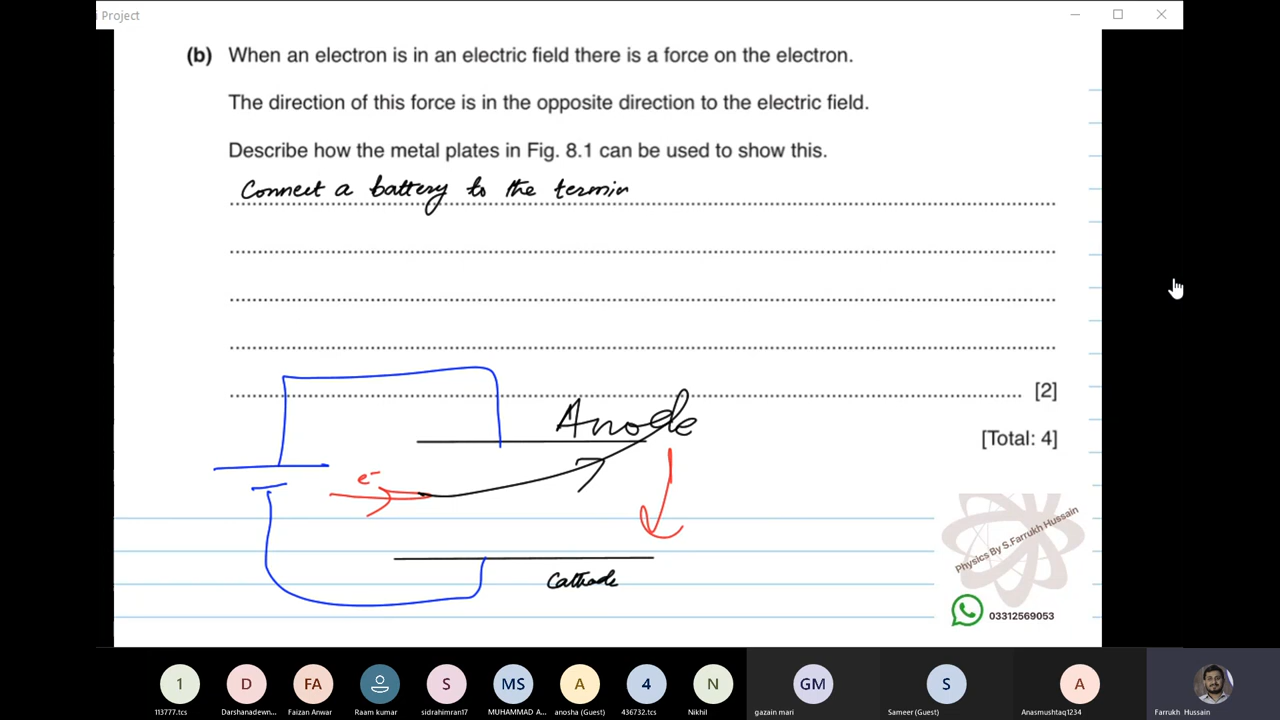 Project
(b) When an electron is in an electric field there is a force on the electron.
The direction of this force is in the opposite direction to the electric field.
Describe how the metal plates in Fig. 8.1 can be used to show this.
Connect a battery to the termin
[2]
Anode
[Total: 4]
e-
Physics By S.Farrukh Hussain
Cathode
03312569053
1 D FA S MS A 4 N GM S A
113777.tcs Darshanadewn... Faizan Anwar Raam kumar sidrahimran17 MUHAMMAD A... anosha (Guest) 436732.tcs Nikhil gazain mari Sameer (Guest) Anasmushtaq1234 Farrukh Hussain